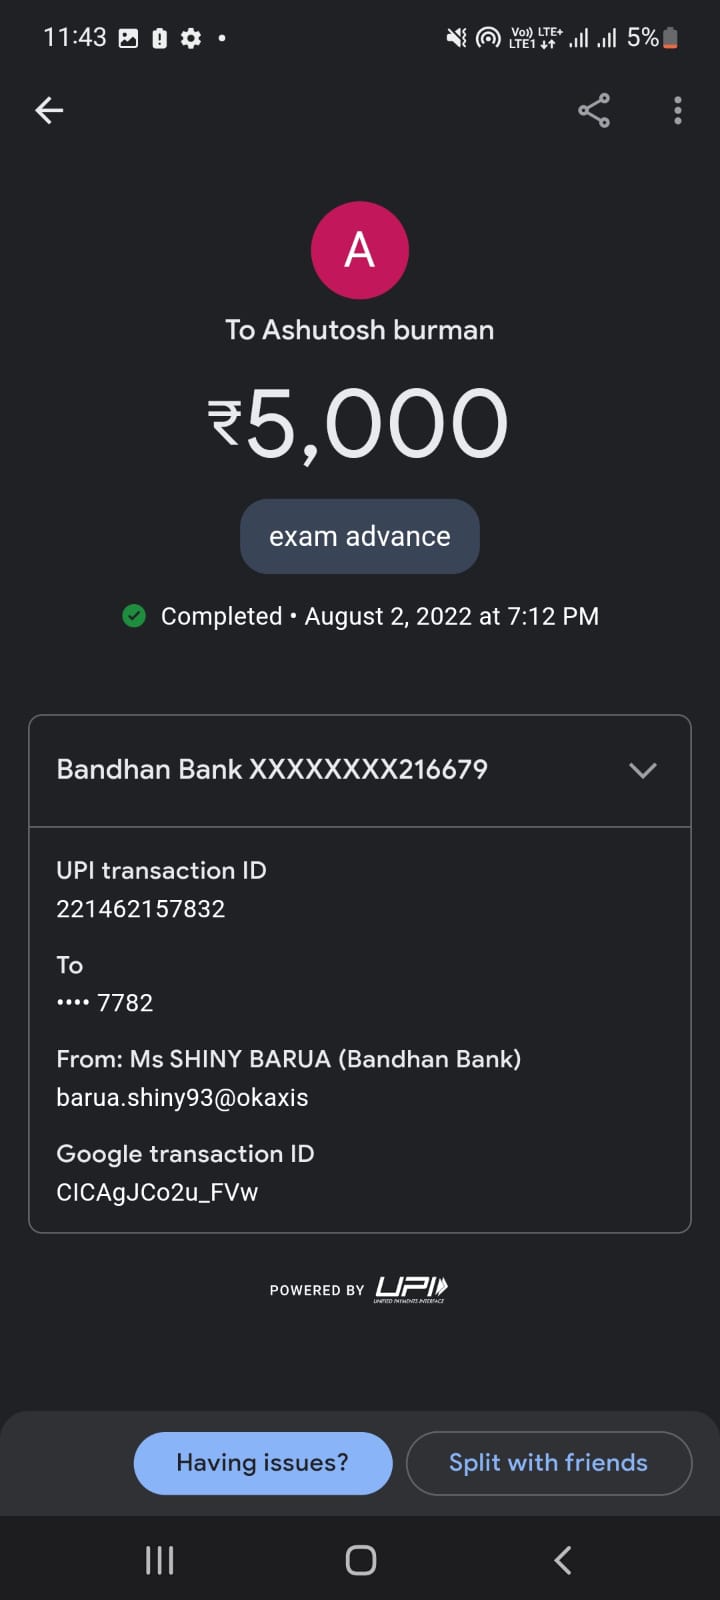 11:43 Vo)) LTE+ LTE1 5%
A
To Ashutosh burman
₹5,000
exam advance
Completed • August 2, 2022 at 7:12 PM
Bandhan Bank XXXXXXXX216679
UPI transaction ID
221462157832
To
•••• 7782
From: Ms SHINY BARUA (Bandhan Bank)
barua.shiny93@okaxis
Google transaction ID
CICAgJCo2u_FVw
POWERED BY UPI
UNIFIED PAYMENTS INTERFACE
Having issues? Split with friends